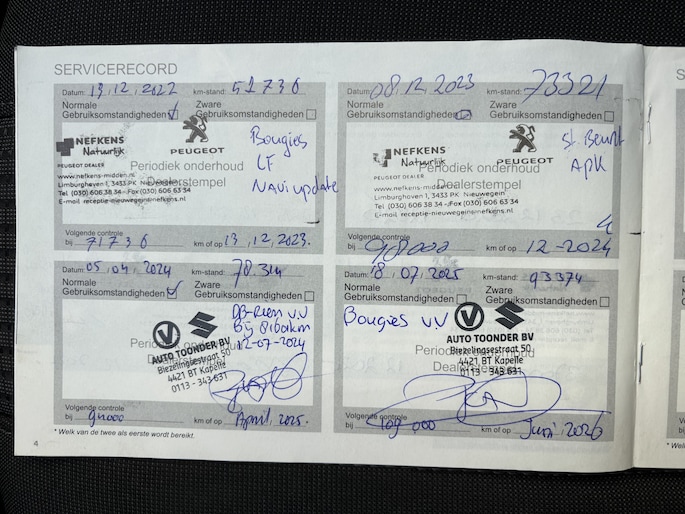 SERVICERECORD
Datum: 13.12.2022 km-stand: 51736
Normale Gebruiksomstandigheden Zware Gebruiksomstandigheden
NEFKENS
Natuurlijk
PEUGEOT DEALER
PEUGEOT
www.nefkens-midden.nl
Limburghoven 1, 3433 PK Nieuwegein
Tel (030) 606 38 34 - Fax (030) 606 63 34
E-mail receptie-nieuwegein@nefkens.nl
Periodiek onderhoud
Dealerstempel
Bougies
LF
NAVI update
Volgende controle
bij 71736 km of op 13.12.2023.
Datum: 08.12.2023 km-stand: 73321
Normale Gebruiksomstandigheden Zware Gebruiksomstandigheden
NEFKENS
Natuurlijk
PEUGEOT DEALER
PEUGEOT
www.nefkens-midden.nl
Limburghoven 1, 3433 PK Nieuwegein
Tel (030) 606 38 34 - Fax (030) 606 63 34
E-mail receptie-nieuwegein@nefkens.nl
Periodiek onderhoud
Dealerstempel
APK
Volgende controle
bij 98000 km of op 12-2024
Datum: 05.04.2024 km-stand: 78.314
Normale Gebruiksomstandigheden Zware Gebruiksomstandigheden
DB-Riem v.v
12-07-2024
AUTO TOONDER BV
Biezelingsestraat 50
4421 BT Kapelle
0113 - 343 631
Volgende controle
bij km of op April 2025.
Datum: 18.07.2025 km-stand: 93374
Normale Gebruiksomstandigheden Zware Gebruiksomstandigheden
Bougies vv
AUTO TOONDER BV
Biezelingsestraat 50
4421 BT Kapelle
0113 - 343 631
Periodiek onderhoud
Dealerstempel
Volgende controle
bij 109 000 km of op Juni 2026
4 * Welk van de twee als eerste wordt bereikt.